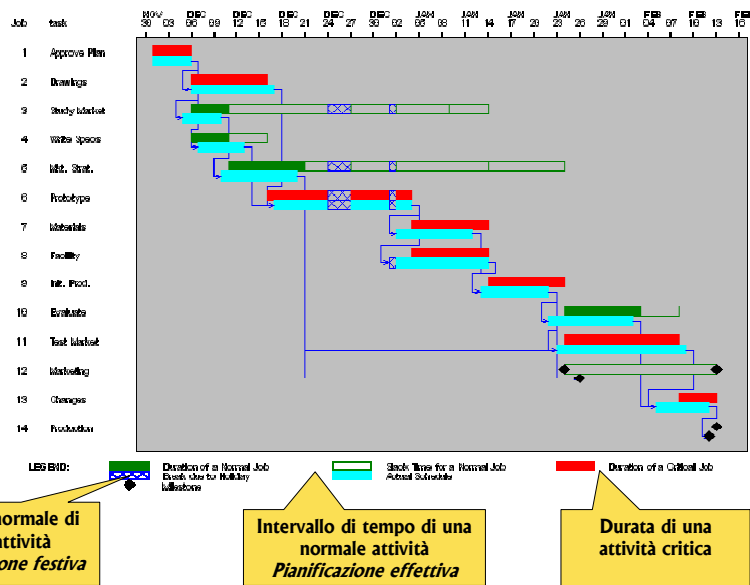 NOV DEC DEC DEC DEC DEC DEC DEC JAN JAN JAN JAN JAN JAN JAN FEB FEB FEB FEB
30 03 06 09 12 15 18 21 24 27 30 02 05 08 11 14 17 20 23 26 29 01 04 07 10 13 16
Job task
1 Approve Plan
2 Drawings
3 Study Market
4 Write Specs
5 Mkt. Strat.
6 Prototype
7 Materials
8 Facility
9 Init. Prod.
10 Evaluate
11 Test Market
12 Marketing
13 Changes
14 Production
LEGEND: Duration of a Normal Job Slack Time for a Normal Job Duration of a Critical Job
Break due to Holiday Actual Schedule
Milestone
normale di
attività
one festiva
Intervallo di tempo di una
normale attività
Pianificazione effettiva
Durata di una
attività critica